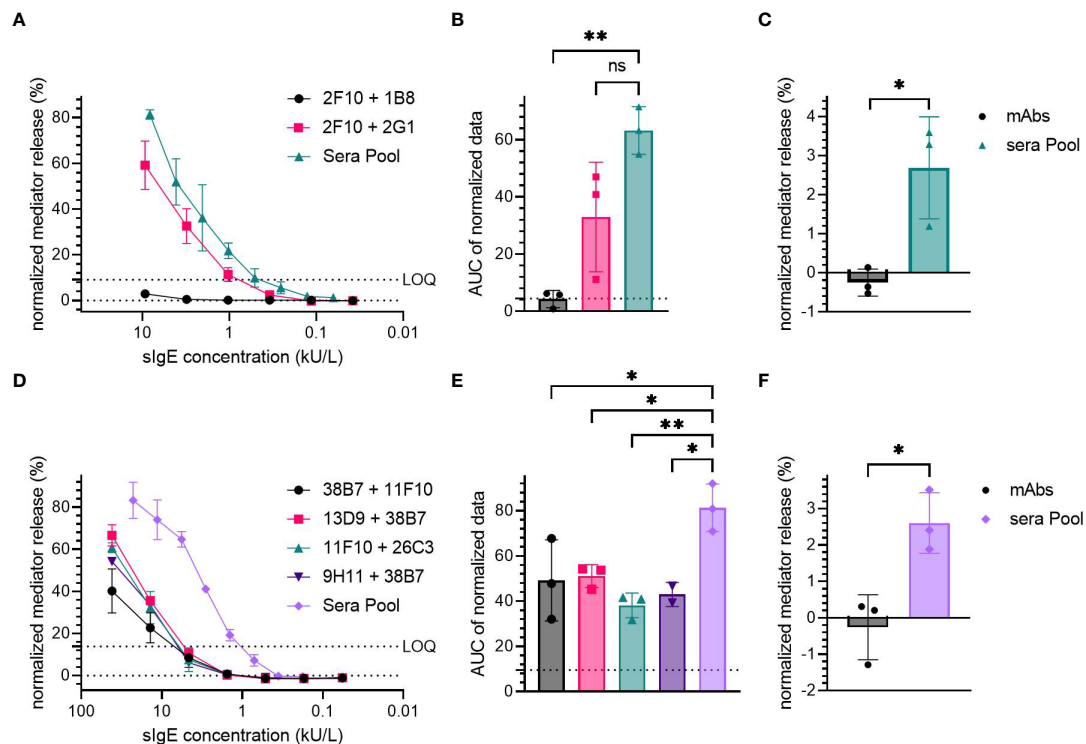 A
normalized mediator release (%)
80
60
40
20
0
LOQ
10
1
0.1
0.01
sIgE concentration (kU/L)
2F10 + 1B8
2F10 + 2G1
Sera Pool
B
AUC of normalized data
60
40
20
0
**
ns
C
normalized mediator release (%)
4
3
2
1
0
-1
*
mAbs
sera Pool
D
normalized mediator release (%)
80
60
40
20
0
LOQ
100
10
1
0.1
0.01
sIgE concentration (kU/L)
38B7 + 11F10
13D9 + 38B7
11F10 + 26C3
9H11 + 38B7
Sera Pool
E
AUC of normalized data
80
60
40
20
0
*
*
**
*
F
normalized mediator release (%)
3
2
1
0
-1
-2
*
mAbs
sera Pool